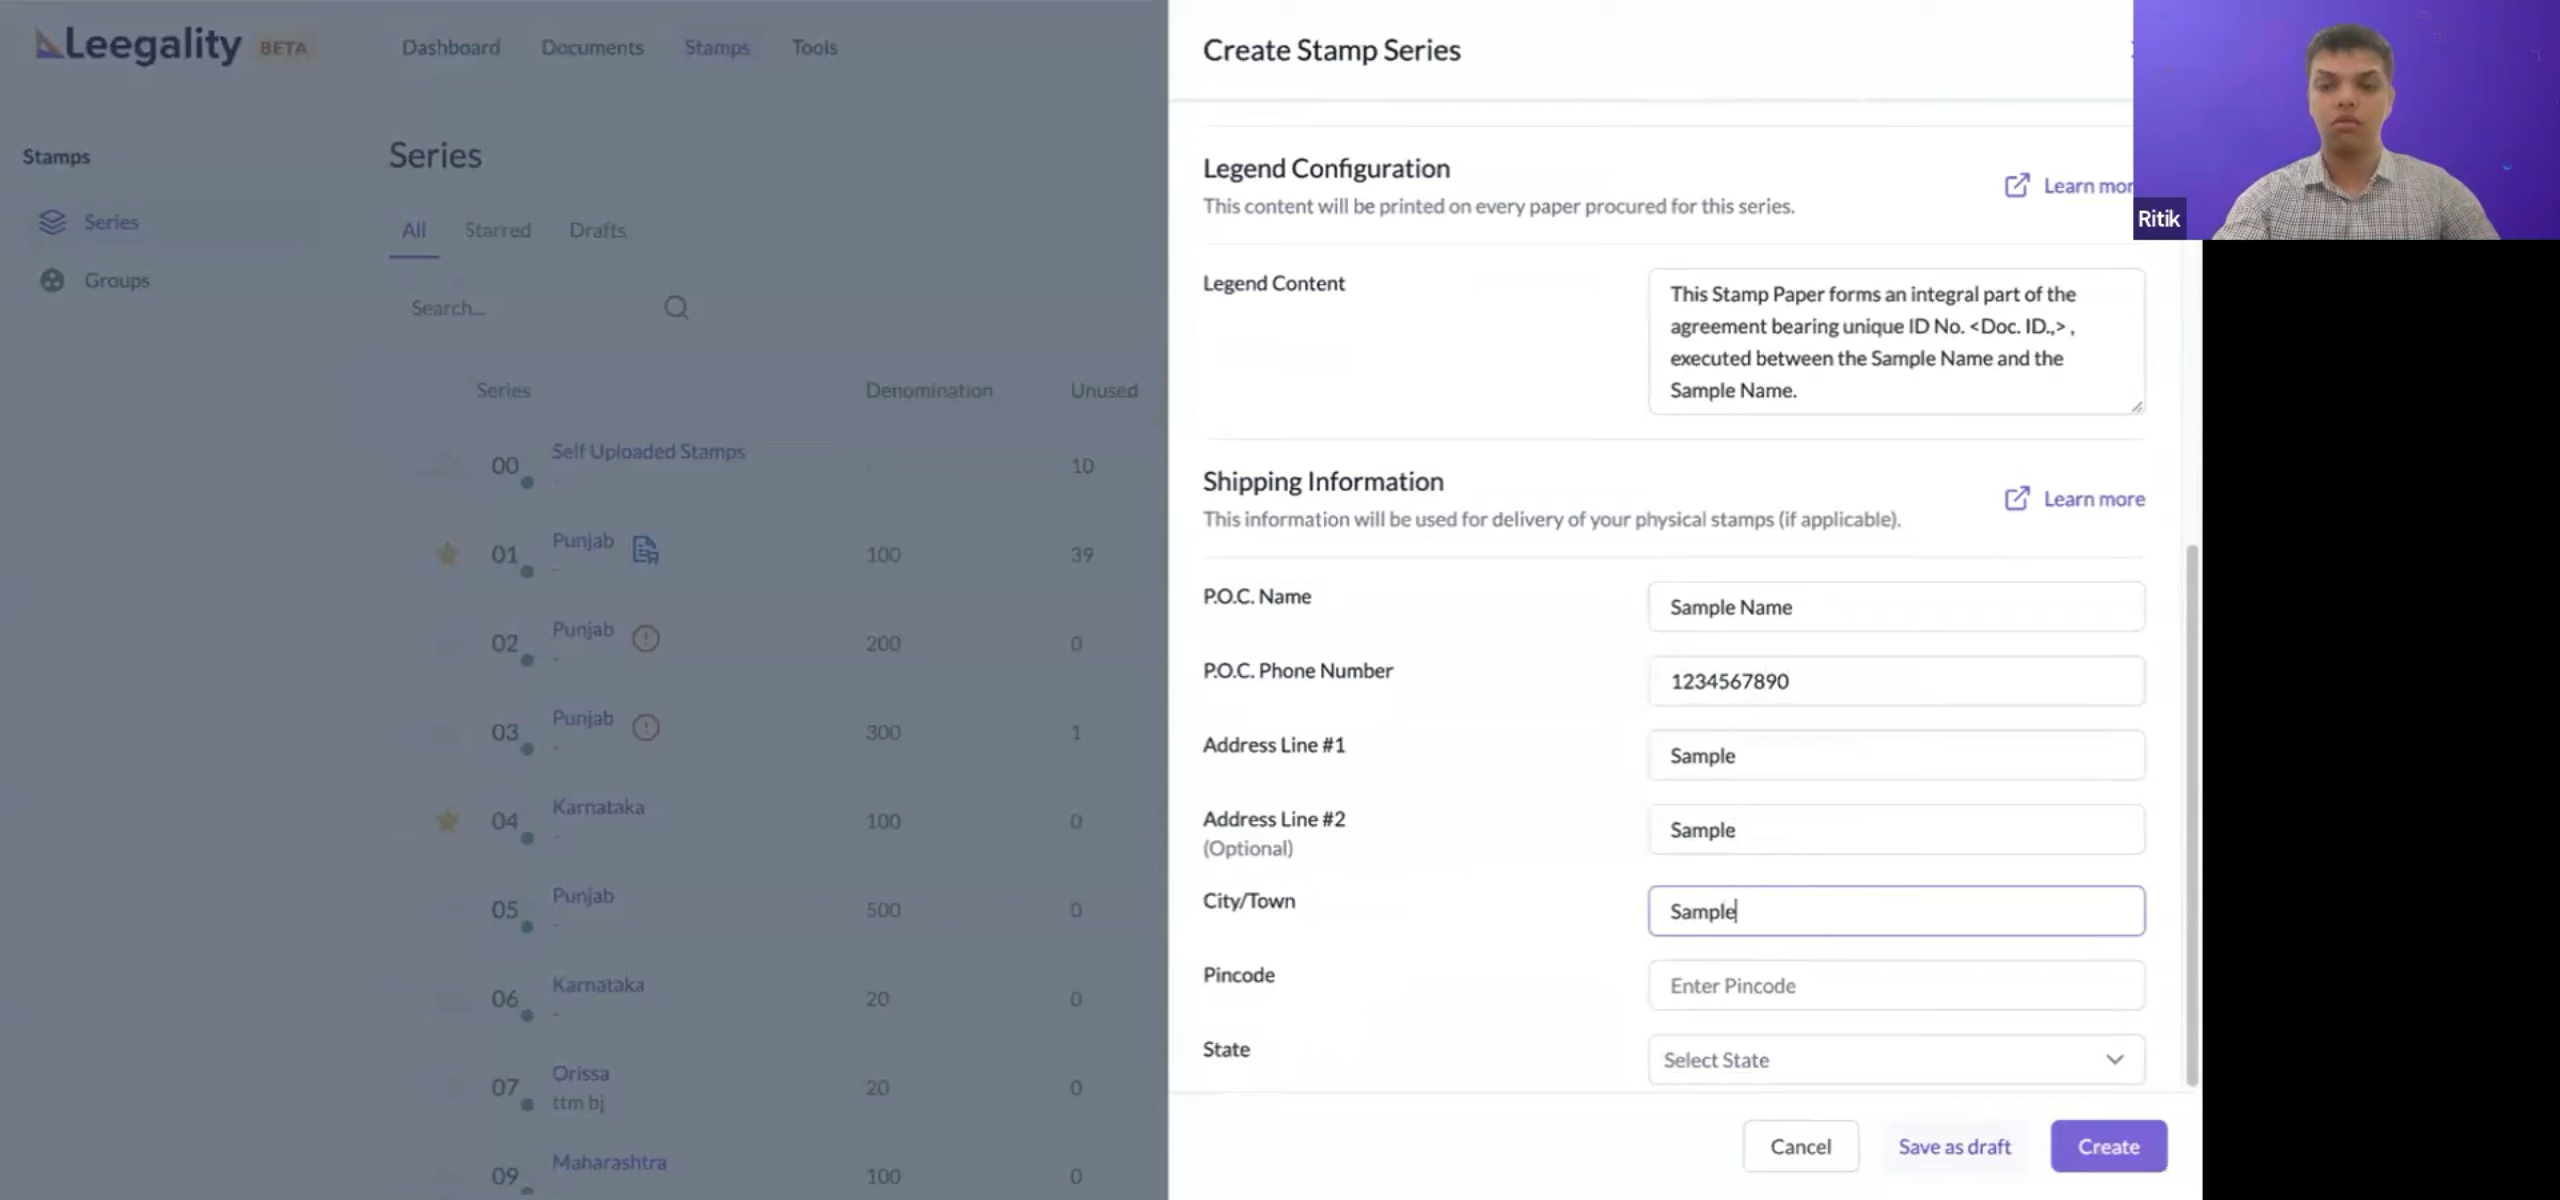 Leegality BETA
Dashboard Documents Stamps Tools
Stamps
Series
Groups
Series
All Starred Drafts
Search...
Series Denomination Unused
00 Self Uploaded Stamps - 10
-
01 Punjab 100 39
-
02 Punjab 200 0
-
03 Punjab 300 1
-
04 Karnataka 100 0
-
05 Punjab 500 0
-
06 Karnataka 20 0
-
07 Orissa 20 0
ttm bj
09 Maharashtra 100 0
Create Stamp Series
Legend Configuration
This content will be printed on every paper procured for this series.
Learn mor
Legend Content
This Stamp Paper forms an integral part of the
agreement bearing unique ID No. <Doc. ID.,> ,
executed between the Sample Name and the
Sample Name.
Shipping Information
This information will be used for delivery of your physical stamps (if applicable).
Learn more
P.O.C. Name
Sample Name
P.O.C. Phone Number
1234567890
Address Line #1
Sample
Address Line #2
(Optional)
Sample
City/Town
Sample
Pincode
Enter Pincode
State
Select State
Cancel Save as draft Create
Ritik